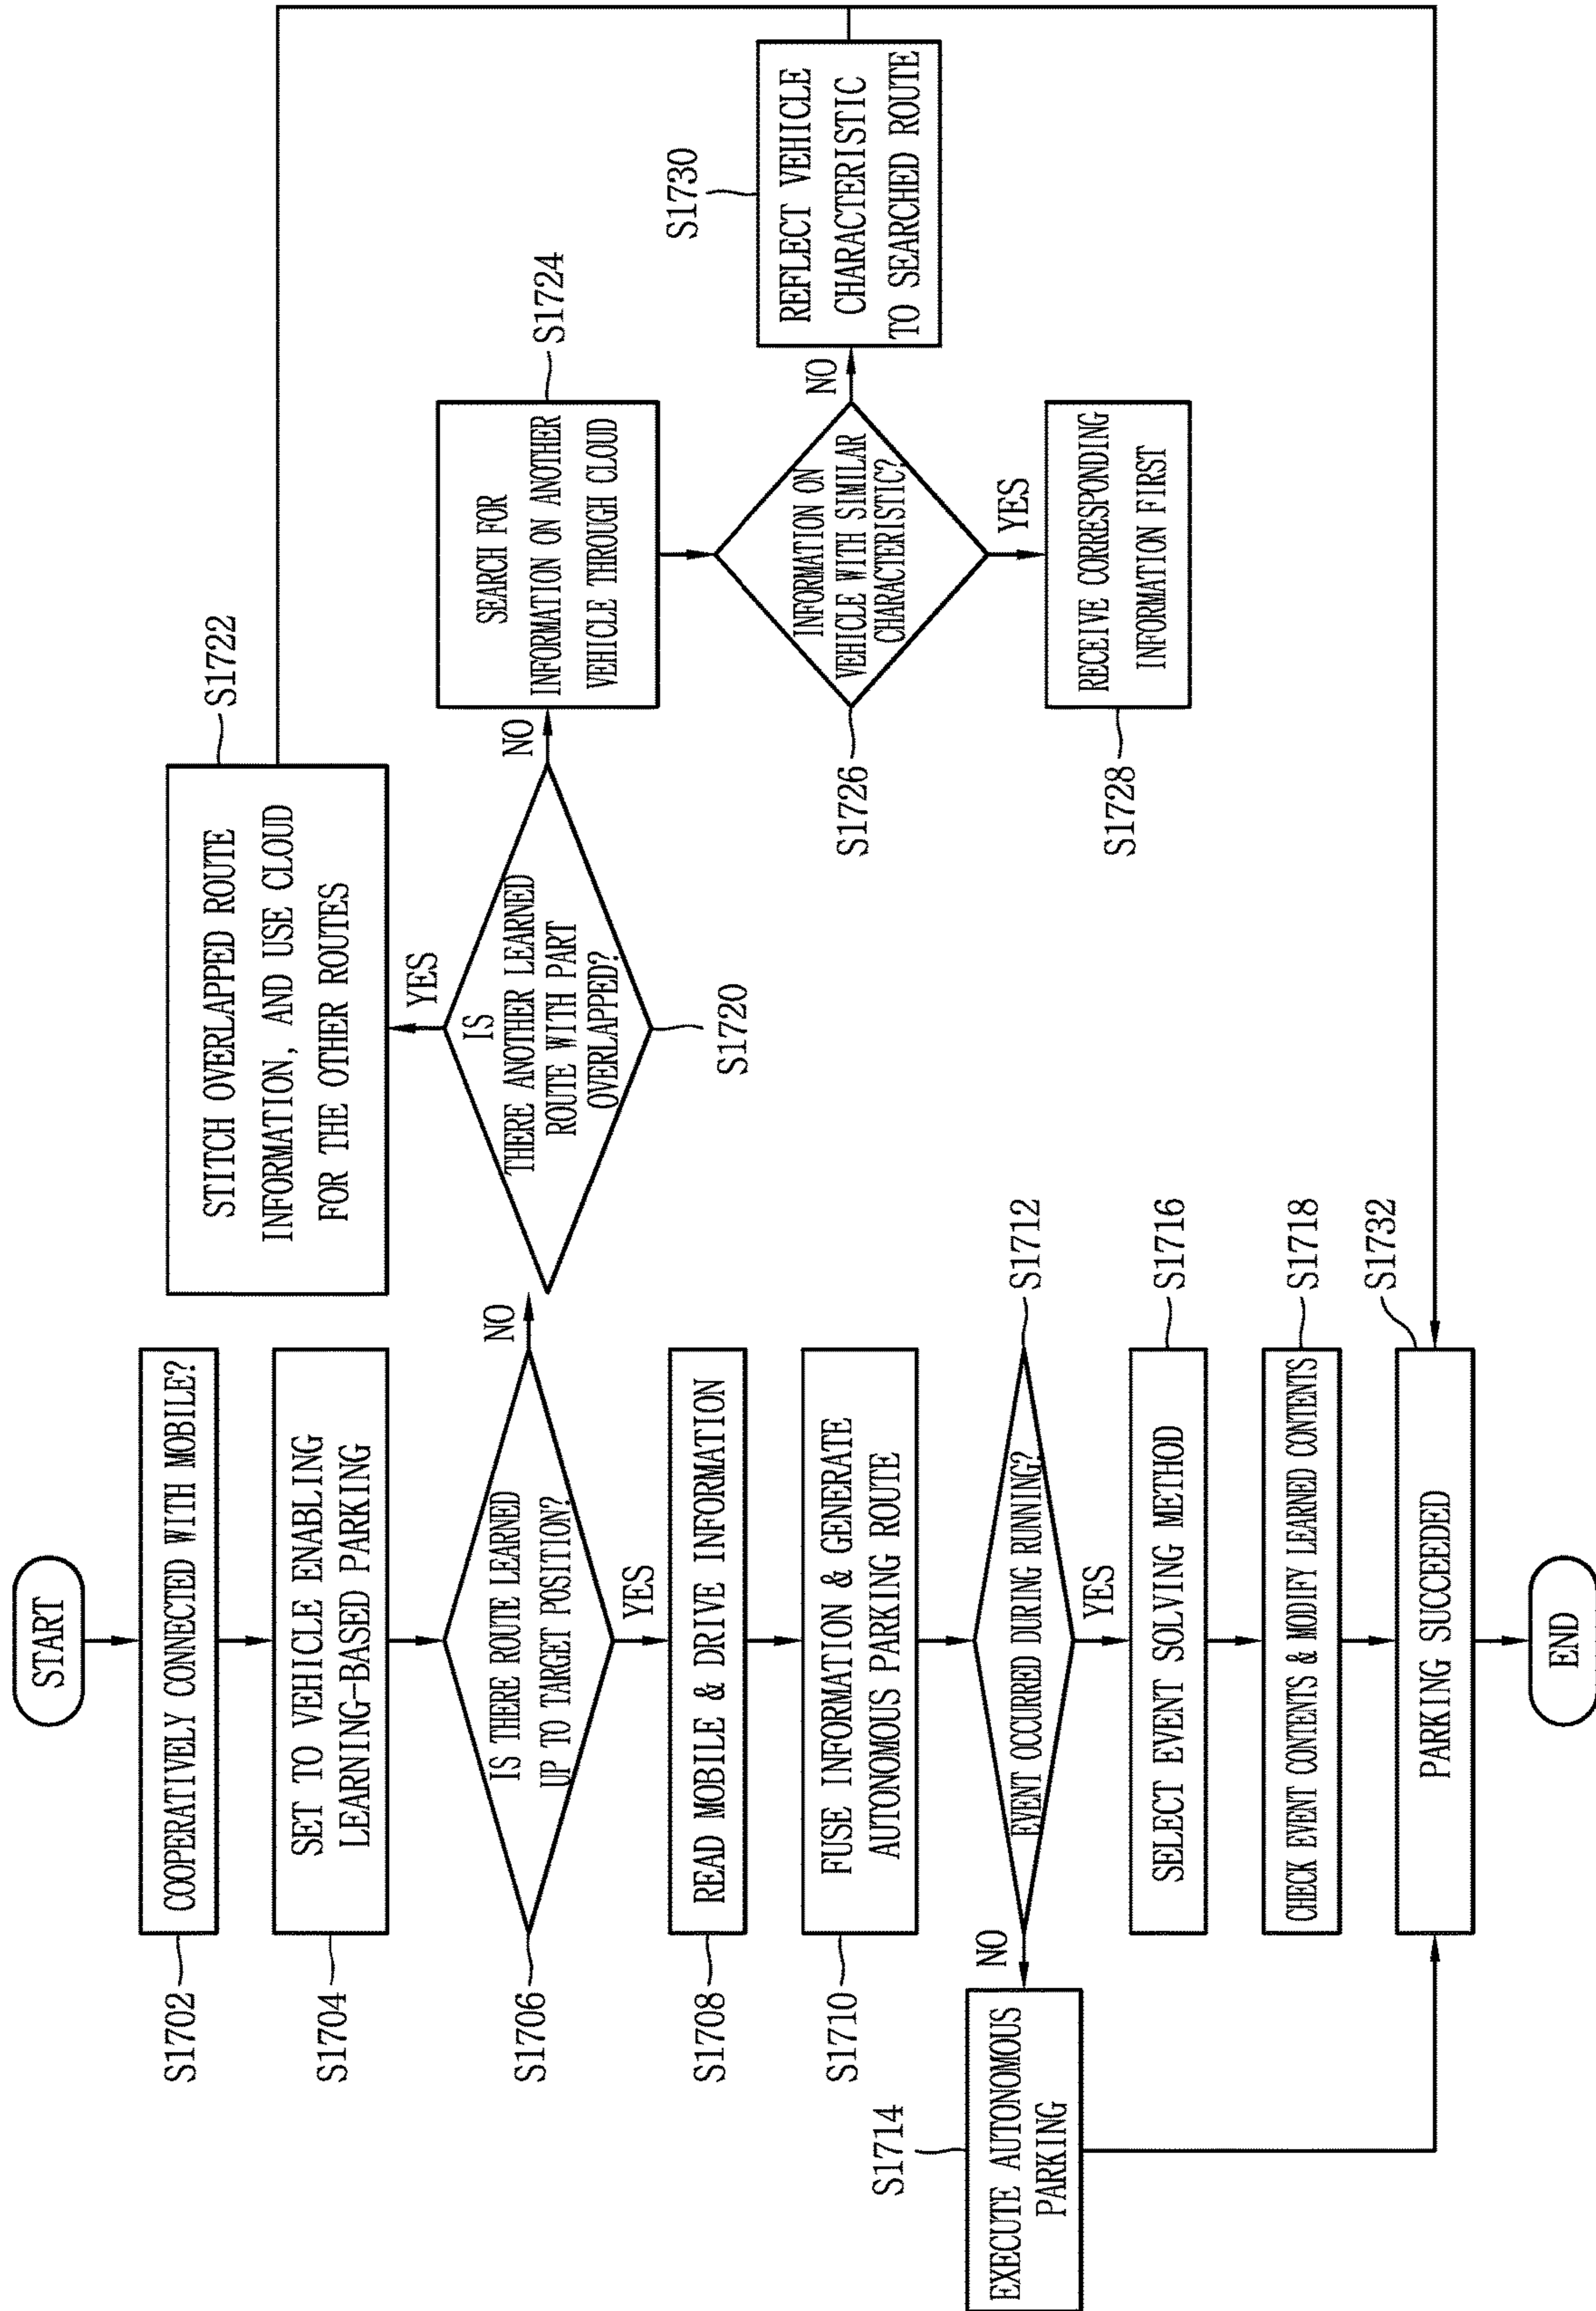 START
COOPERATIVELY CONNECTED WITH MOBILE?
S1702
SET TO VEHICLE ENABLING
LEARNING-BASED PARKING
S1704
IS THERE ROUTE LEARNED
UP TO TARGET POSITION?
S1706
NO
YES
READ MOBILE & DRIVE INFORMATION
S1708
FUSE INFORMATION & GENERATE
AUTONOMOUS PARKING ROUTE
S1710
EVENT OCCURRED DURING RUNNING?
S1712
NO
YES
EXECUTE AUTONOMOUS
PARKING
S1714
SELECT EVENT SOLVING METHOD
S1716
CHECK EVENT CONTENTS & MODIFY LEARNED CONTENTS
S1718
PARKING SUCCEEDED
S1732
END
IS
THERE ANOTHER LEARNED
ROUTE WITH PART
OVERLAPPED?
S1720
YES
NO
STITCH OVERLAPPED ROUTE
INFORMATION, AND USE CLOUD
FOR THE OTHER ROUTES
S1722
SEARCH FOR
INFORMATION ON ANOTHER
VEHICLE THROUGH CLOUD
S1724
INFORMATION ON
VEHICLE WITH SIMILAR
CHARACTERISTIC?
S1726
NO
YES
RECEIVE CORRESPONDING
INFORMATION FIRST
S1728
REFLECT VEHICLE
CHARACTERISTIC
TO SEARCHED ROUTE
S1730